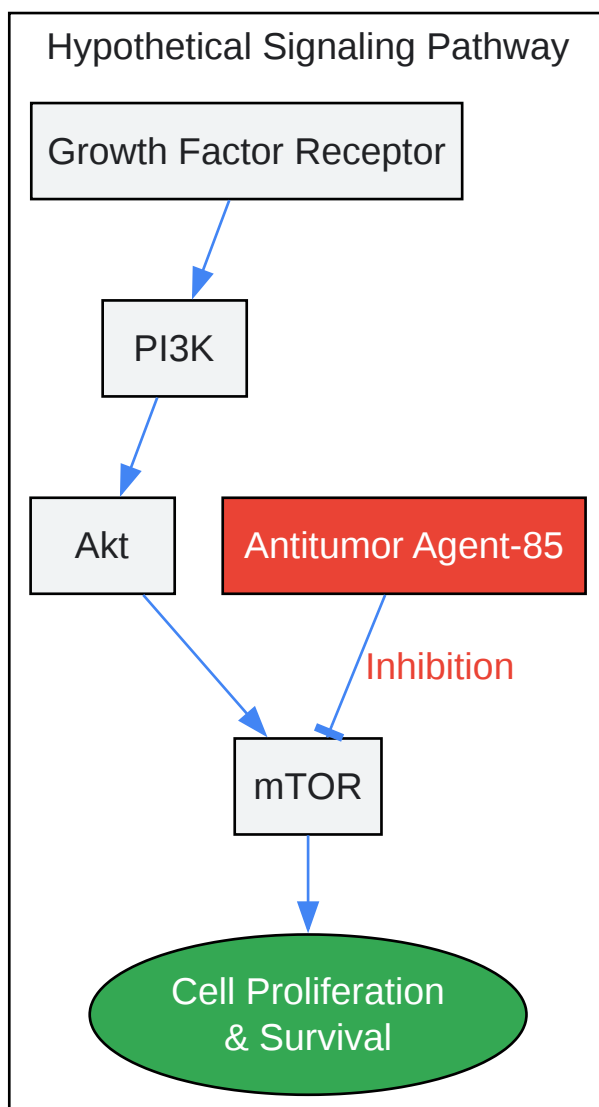 Hypothetical Signaling Pathway
Growth Factor Receptor
PI3K
Akt
Antitumor Agent-85
Inhibition
mTOR
Cell Proliferation
& Survival